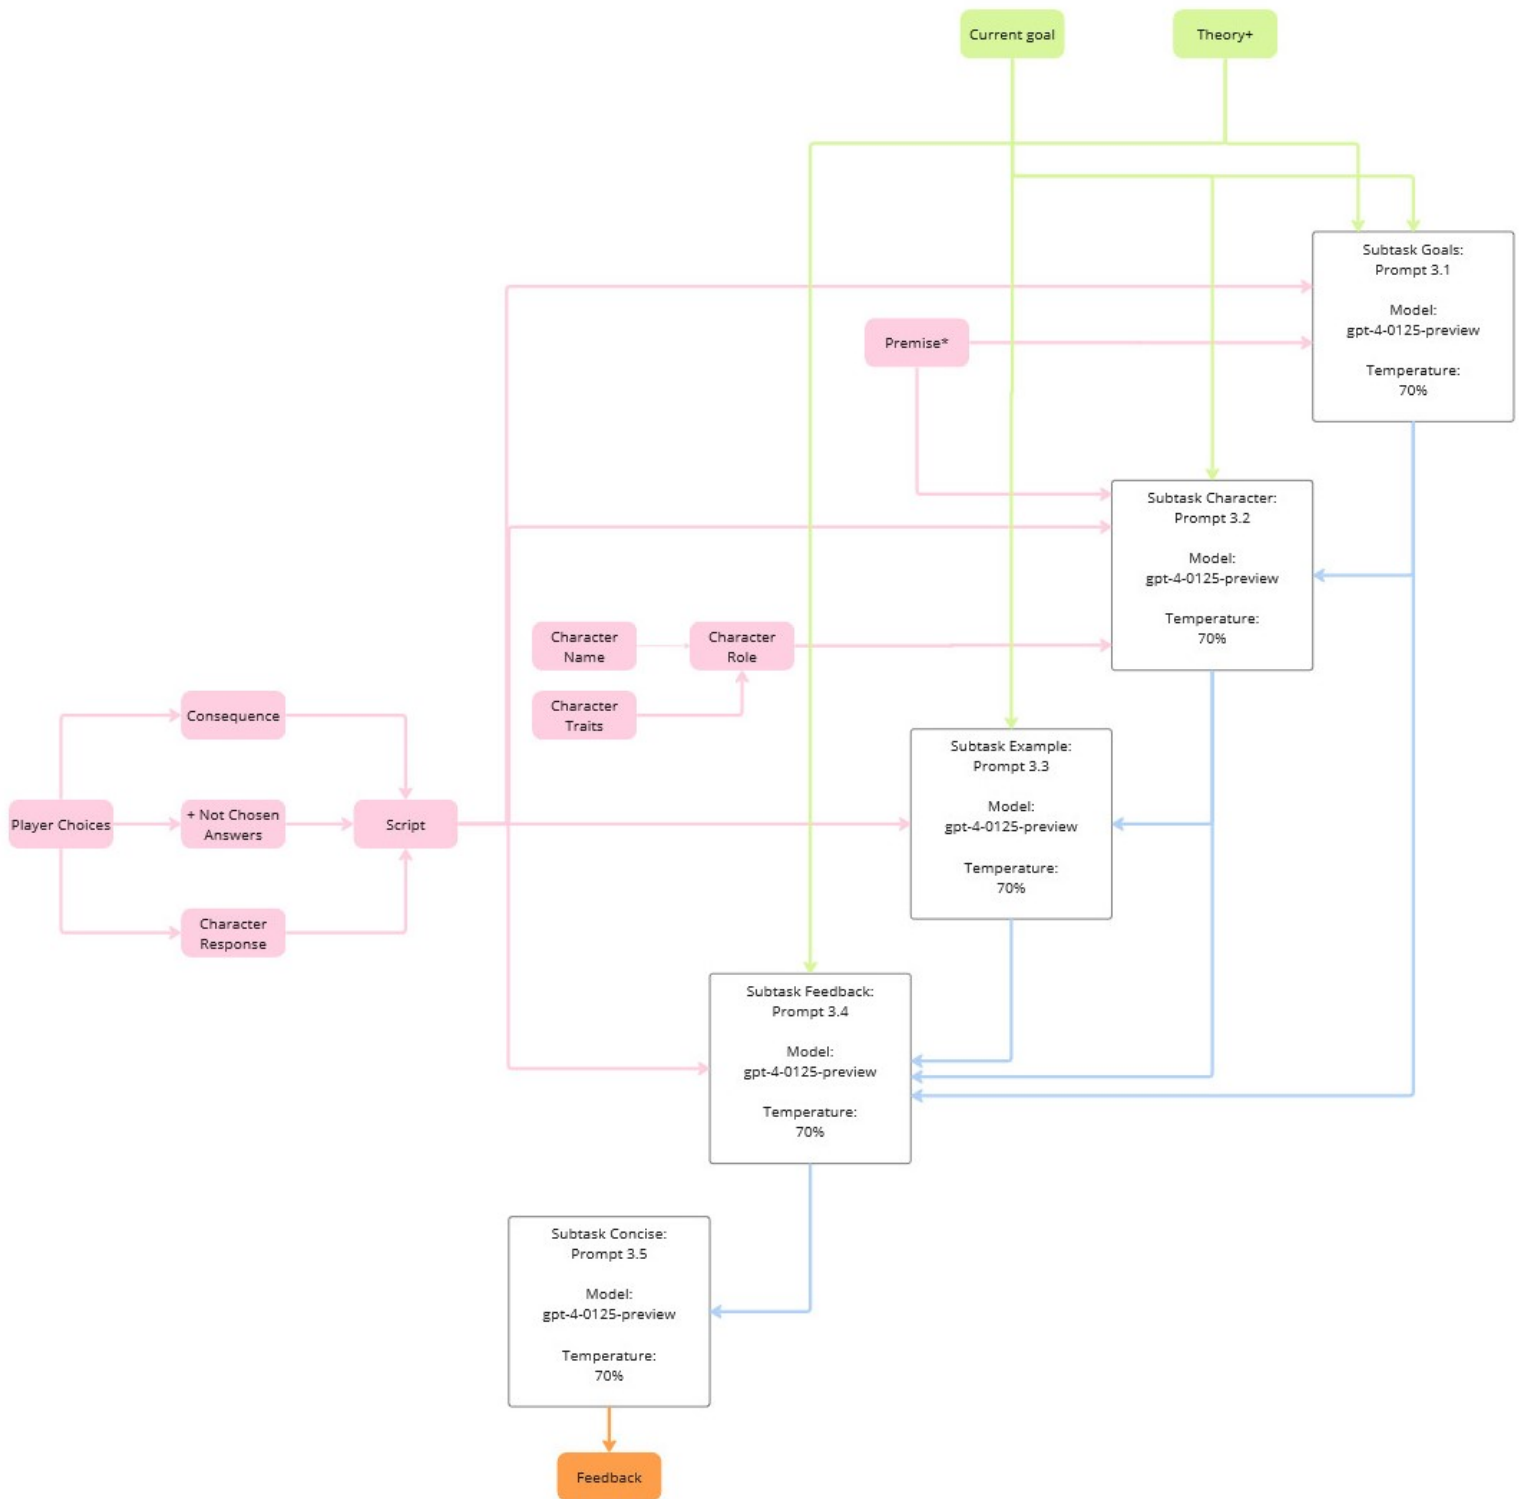 Current goal
Theory+
Subtask Goals:
Prompt 3.1
Model:
gpt-4-0125-preview
Temperature:
70%
Premise*
Subtask Character:
Prompt 3.2
Model:
gpt-4-0125-preview
Temperature:
70%
Character
Name
Character
Role
Character
Traits
Consequence
Player Choices
+ Not Chosen
Answers
Script
Character
Response
Subtask Example:
Prompt 3.3
Model:
gpt-4-0125-preview
Temperature:
70%
Subtask Feedback:
Prompt 3.4
Model:
gpt-4-0125-preview
Temperature:
70%
Subtask Concise:
Prompt 3.5
Model:
gpt-4-0125-preview
Temperature:
70%
Feedback